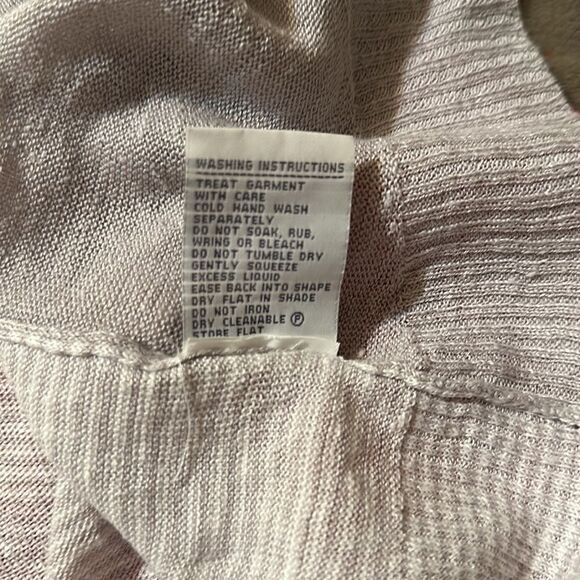 WASHING INSTRUCTIONS
TREAT GARMENT
WITH CARE
COLD HAND WASH
SEPARATELY
DO NOT SOAK, RUB,
WRING OR BLEACH
DO NOT TUMBLE DRY
GENTLY SQUEEZE
EXCESS LIQUID
EASE BACK INTO SHAPE
DRY FLAT IN SHADE
DO NOT IRON
DRY CLEANABLE Ⓟ
STORE FLAT